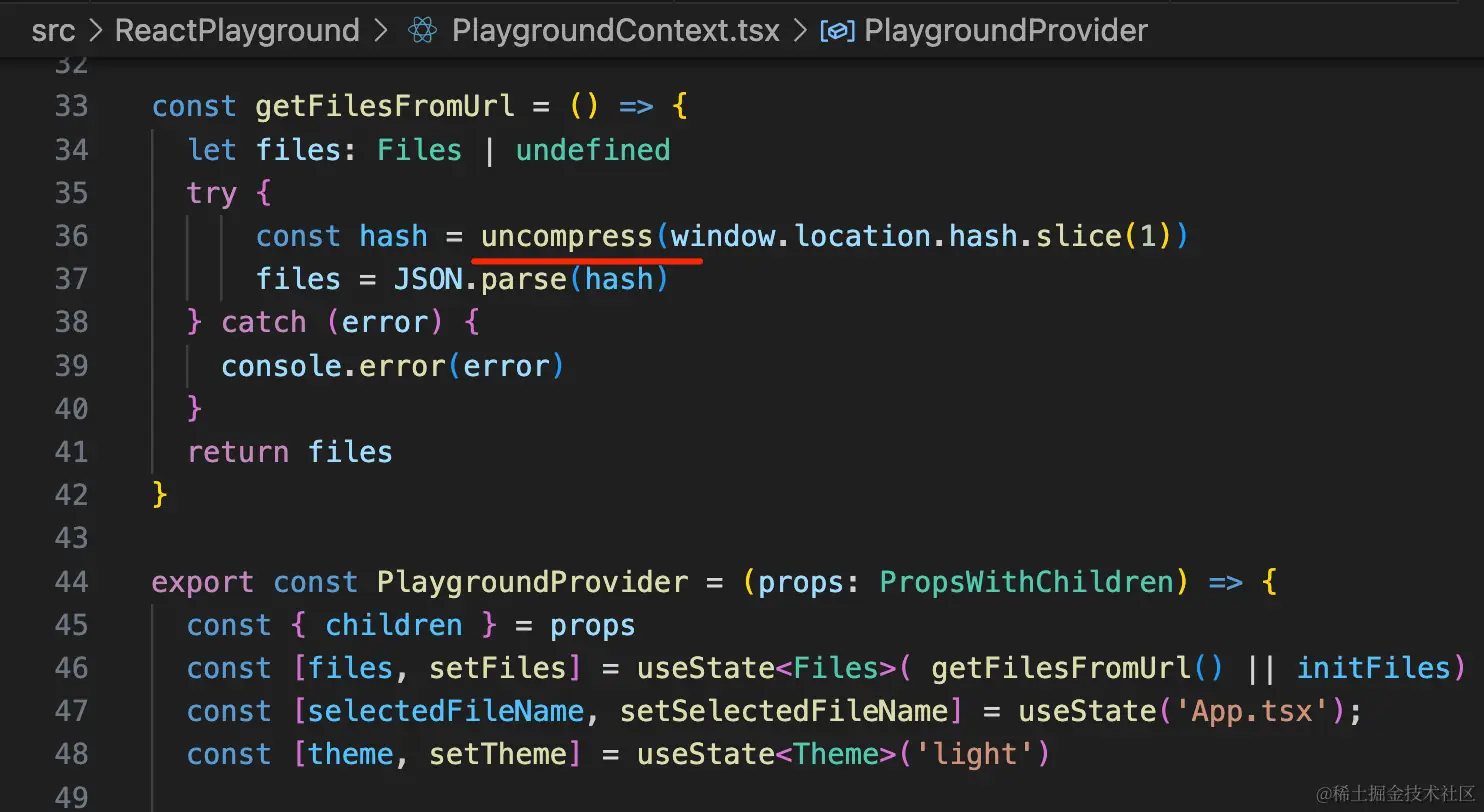 src > ReactPlayground > PlaygroundContext.tsx > PlaygroundProvider
32
33 const getFilesFromUrl = () => {
34 let files: Files | undefined
35 try {
36 const hash = uncompress(window.location.hash.slice(1))
37 files = JSON.parse(hash)
38 } catch (error) {
39 console.error(error)
40 }
41 return files
42 }
43
44 export const PlaygroundProvider = (props: PropsWithChildren) => {
45 const { children } = props
46 const [files, setFiles] = useState<Files>( getFilesFromUrl() || initFiles)
47 const [selectedFileName, setSelectedFileName] = useState('App.tsx');
48 const [theme, setTheme] = useState<Theme>('light')
49
@稀土掘金技术社区